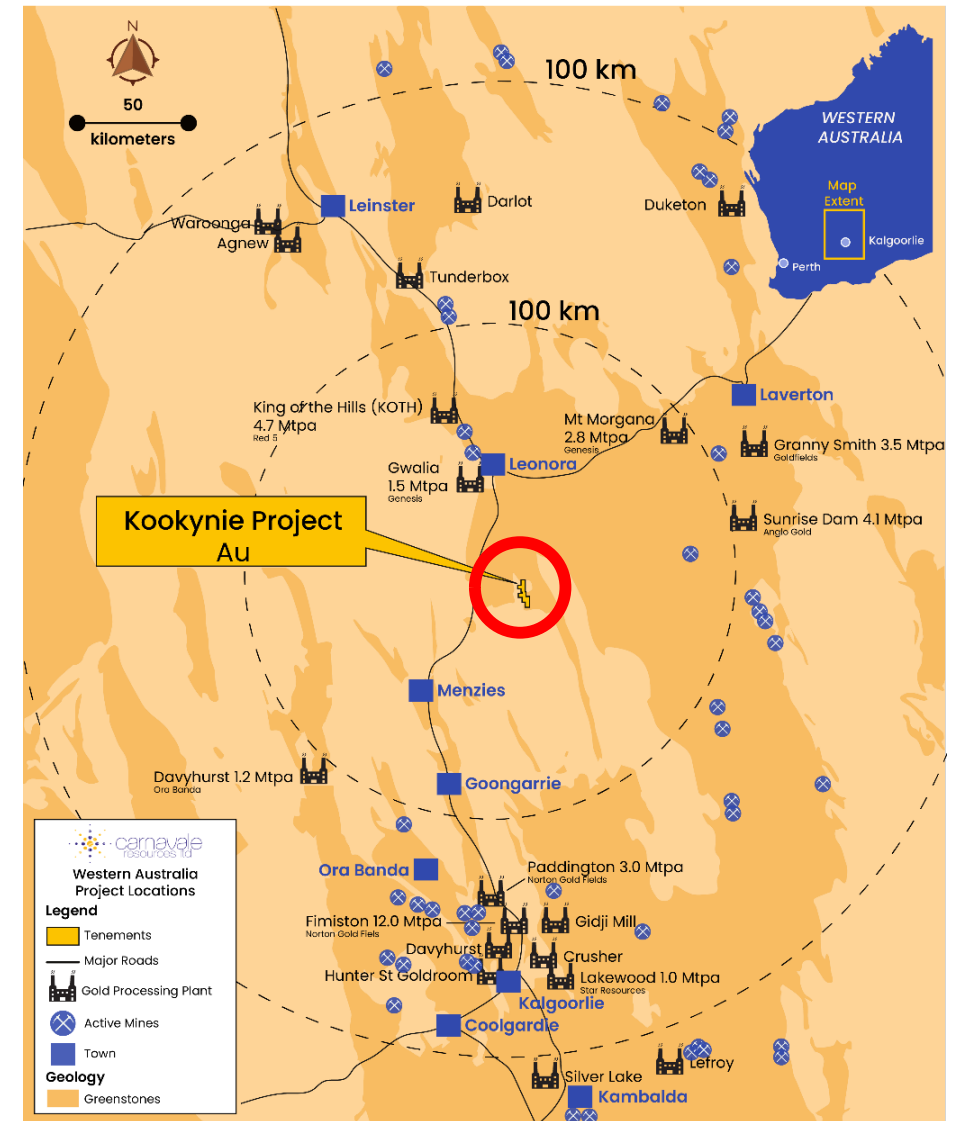 N
50
kilometers
100 km
WESTERN
AUSTRALIA
Map
Extent
Kalgoorlie
Perth
Leinster
Darlot
Duketon
Waroonga
Agnew
Tunderbox
100 km
Laverton
King of the Hills (KOTH)
4.7 Mtpa
Red 5
Mt Morgana
2.8 Mtpa
Genesis
Granny Smith 3.5 Mtpa
Goldfields
Leonora
Gwalia
1.5 Mtpa
Genesis
Sunrise Dam 4.1 Mtpa
Anglo Gold
Kookynie Project
Au
Menzies
Davyhurst 1.2 Mtpa
Ora Banda
Goongarrie
Ora Banda
Paddington 3.0 Mtpa
Norton Gold Fields
Fimiston 12.0 Mtpa
Norton Gold Fiels
Gidji Mill
Davyhurst
Crusher
Hunter St Goldroom
Lakewood 1.0 Mtpa
Star Resources
Kalgoorlie
Coolgardie
Silver Lake
Lefroy
Kambalda
carnavale
resources ltd
Western Australia
Project Locations
Legend
Tenements
Major Roads
Gold Processing Plant
Active Mines
Town
Geology
Greenstones